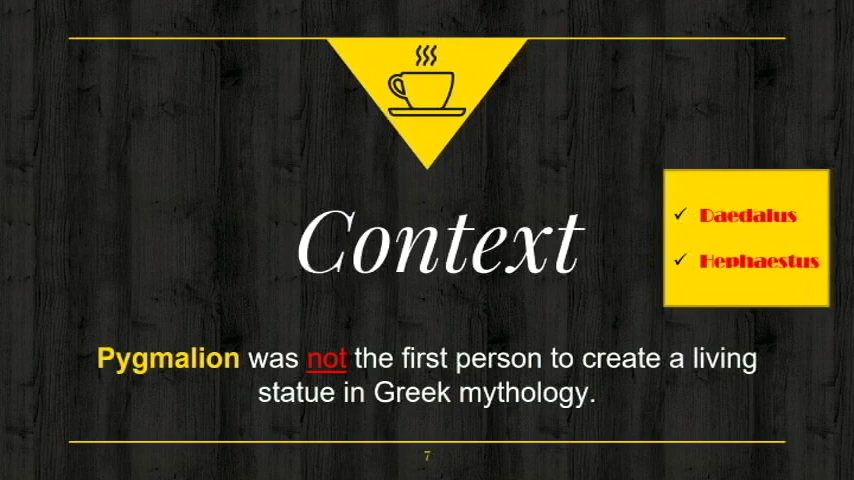 Context
Daedalus
Hephaestus
Pygmalion was not the first person to create a living
statue in Greek mythology.
7